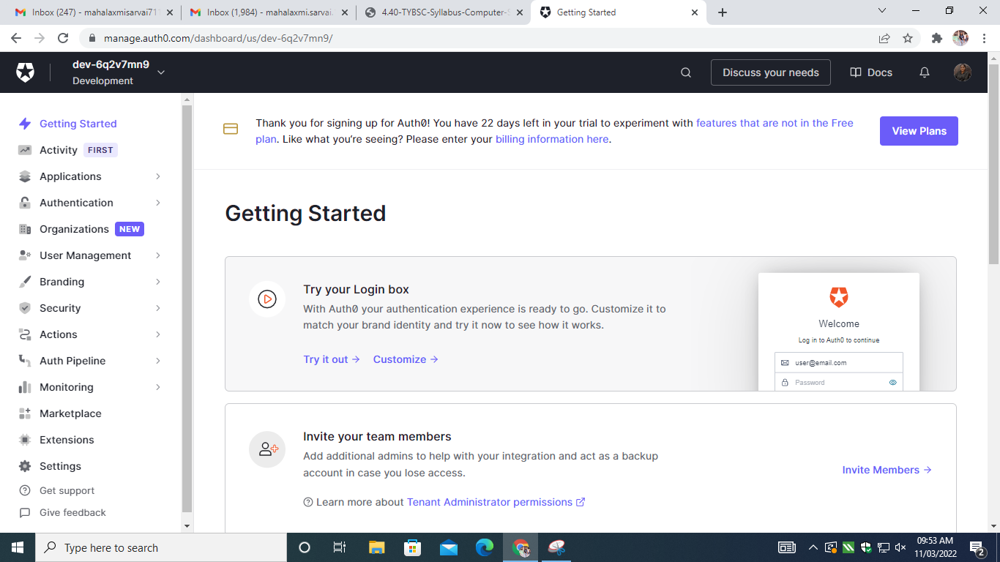 Inbox (247) - mahalaxmisarvai711
Inbox (1,984) - mahalaxmi.sarvai.
4.40-TYBSC-Syllabus-Computer-S
Getting Started
manage.auth0.com/dashboard/us/dev-6q2v7mn9/
dev-6q2v7mn9
Development
Discuss your needs
Docs
Getting Started
Activity FIRST
Applications
Authentication
Organizations NEW
User Management
Branding
Security
Actions
Auth Pipeline
Monitoring
Marketplace
Extensions
Settings
Get support
Give feedback
Thank you for signing up for Auth0! You have 22 days left in your trial to experiment with features that are not in the Free
plan. Like what you're seeing? Please enter your billing information here.
View Plans
Getting Started
Try your Login box
With Auth0 your authentication experience is ready to go. Customize it to
match your brand identity and try it now to see how it works.
Try it out →
Customize →
Welcome
Log in to Auth0 to continue
user@email.com
Password
Invite your team members
Add additional admins to help with your integration and act as a backup
account in case you lose access.
Invite Members →
Learn more about Tenant Administrator permissions
Type here to search
09:53 AM
11/03/2022
2